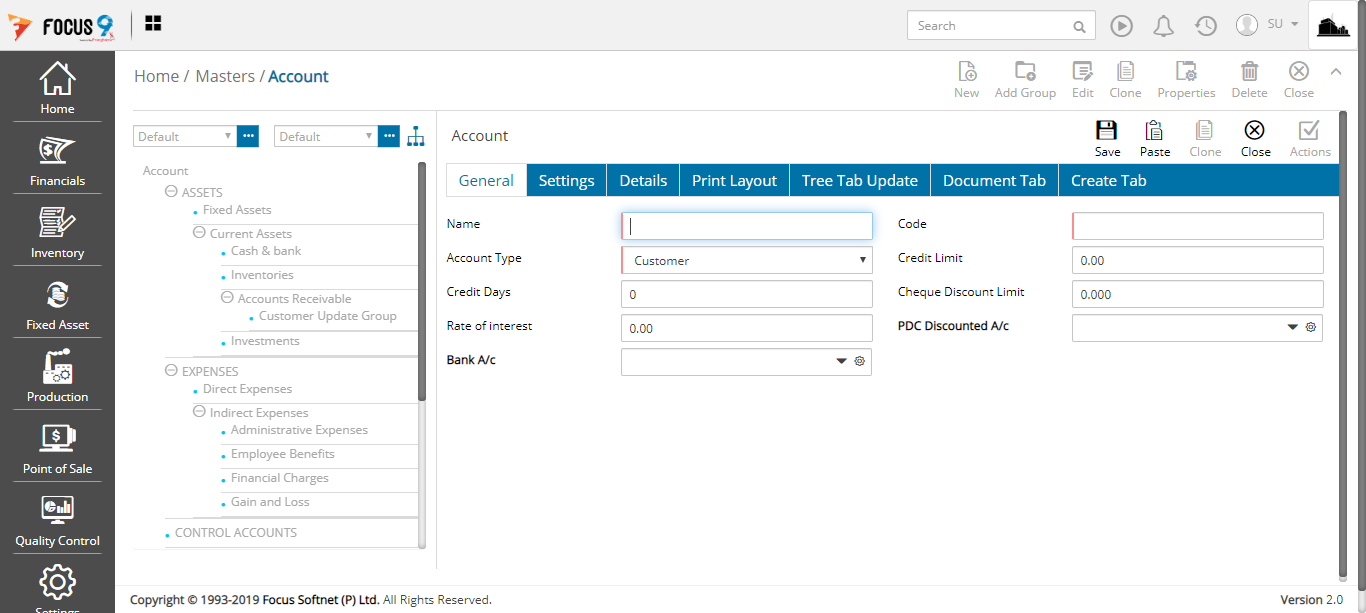 FOCUS 9
Search
SU
Home
Financials
Inventory
Fixed Asset
Production
Point of Sale
Quality Control
Settings
Home / Masters / Account
New
Add Group
Edit
Clone
Properties
Delete
Close
Default
Default
Account
ASSETS
Fixed Assets
Current Assets
Cash & bank
Inventories
Accounts Receivable
Customer Update Group
Investments
EXPENSES
Direct Expenses
Indirect Expenses
Administrative Expenses
Employee Benefits
Financial Charges
Gain and Loss
CONTROL ACCOUNTS
Account
Save
Paste
Clone
Close
Actions
General
Settings
Details
Print Layout
Tree Tab Update
Document Tab
Create Tab
Name
Code
Account Type
Customer
Credit Limit
0.00
Credit Days
0
Cheque Discount Limit
0.000
Rate of interest
0.00
PDC Discounted A/c
Bank A/c
Copyright © 1993-2019 Focus Softnet (P) Ltd. All Rights Reserved.
Version 2.0